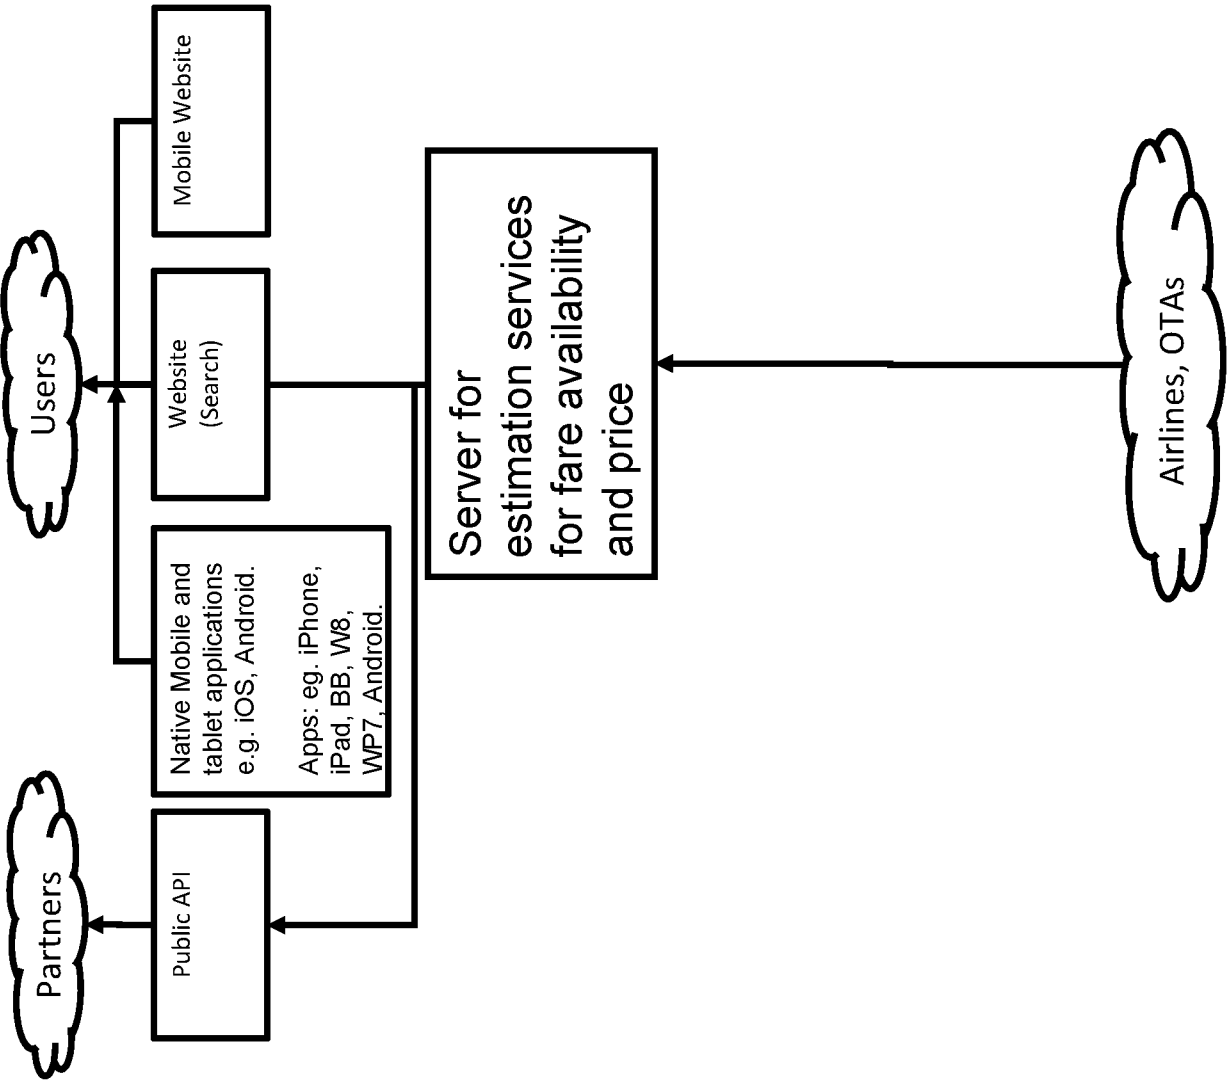 Partners
Users
Public API
Native Mobile and
tablet applications
e.g. iOS, Android.
Apps: eg. iPhone,
iPad, BB, W8,
WP7, Android.
Website
(Search)
Mobile Website
Server for
estimation services
for fare availability
and price
Airlines, OTAs